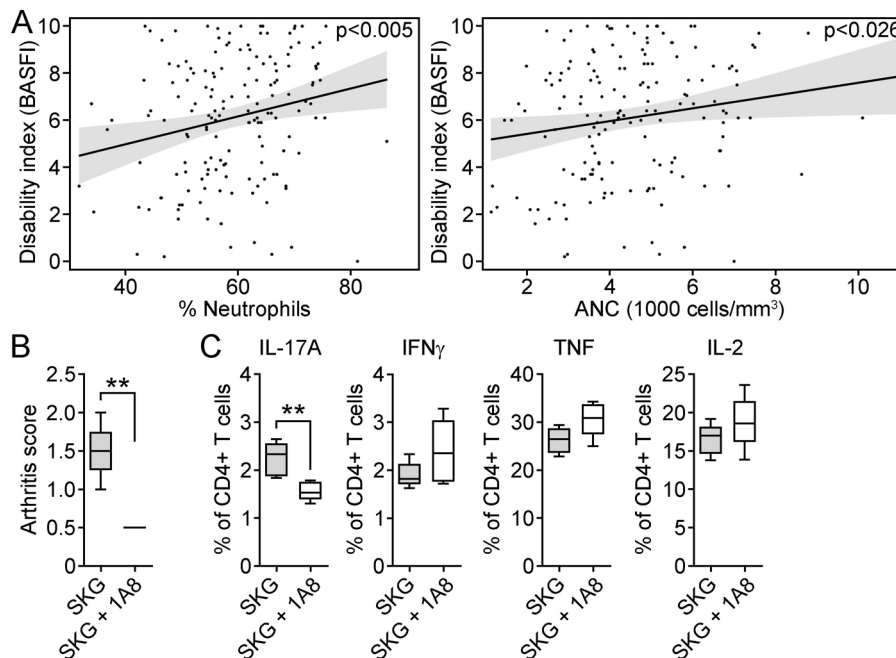 A
Disability index (BASFI)
10
8
6
4
2
0
p<0.005
40
60
80
% Neutrophils
Disability index (BASFI)
10
8
6
4
2
0
p<0.026
2
4
6
8
10
ANC (1000 cells/mm³)
B
Arthritis score
2.5
2.0
1.5
1.0
0.5
0
**
SKG
SKG + 1A8
C
IL-17A
% of CD4+ T cells
4
3
2
1
0
**
SKG
SKG + 1A8
IFNγ
% of CD4+ T cells
4
3
2
1
0
SKG
SKG + 1A8
TNF
% of CD4+ T cells
40
30
20
10
0
SKG
SKG + 1A8
IL-2
% of CD4+ T cells
25
20
15
10
5
0
SKG
SKG + 1A8